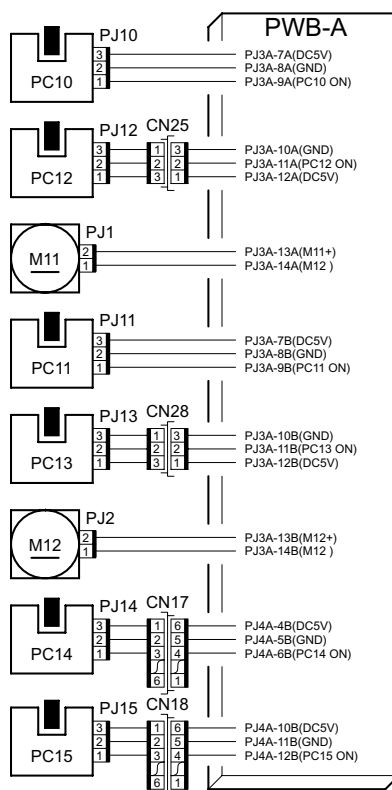 PWB-A
PJ10
3 PJ3A-7A(DC5V)
2 PJ3A-8A(GND)
1 PJ3A-9A(PC10 ON)
PC10
PJ12 CN25
3 1 3 PJ3A-10A(GND)
2 2 2 PJ3A-11A(PC12 ON)
1 3 1 PJ3A-12A(DC5V)
PC12
PJ1
M11
2 PJ3A-13A(M11+)
1 PJ3A-14A(M12 )
PJ11
3 PJ3A-7B(DC5V)
2 PJ3A-8B(GND)
1 PJ3A-9B(PC11 ON)
PC11
PJ13 CN28
3 1 3 PJ3A-10B(GND)
2 2 2 PJ3A-11B(PC13 ON)
1 3 1 PJ3A-12B(DC5V)
PC13
PJ2
M12
2 PJ3A-13B(M12+)
1 PJ3A-14B(M12 )
PJ14 CN17
3 1 6 PJ4A-4B(DC5V)
2 2 5 PJ4A-5B(GND)
1 3 4 PJ4A-6B(PC14 ON)
PC14
6 1
PJ15 CN18
3 1 6 PJ4A-10B(DC5V)
2 2 5 PJ4A-11B(GND)
1 3 4 PJ4A-12B(PC15 ON)
PC15
6 1